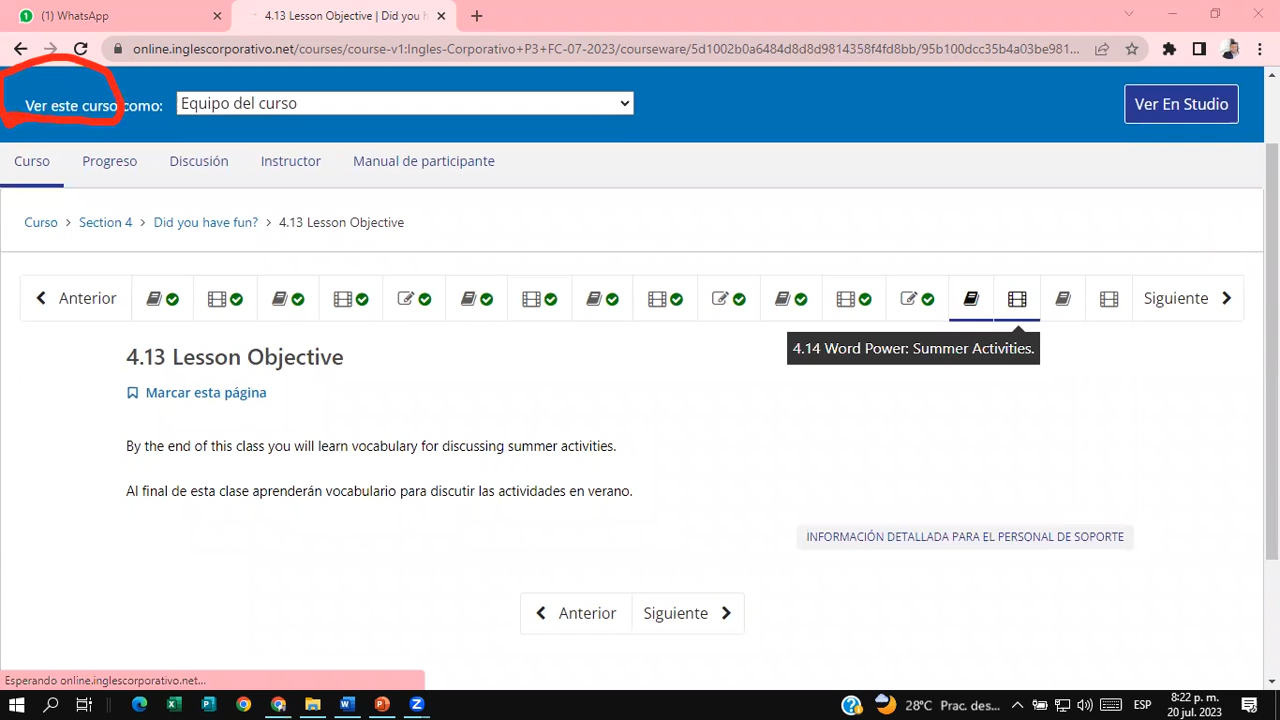 (1) WhatsApp
4.13 Lesson Objective | Did you h
online.inglescorporativo.net/courses/course-v1:Ingles-Corporativo+P3+FC-07-2023/courseware/5d1002bd9f84d8d8d9814358f4fd8bb/95b100dcc35b4a03be981...
Ver este curso como:
Equipo del curso
Ver En Studio
Curso
Progreso
Discusión
Instructor
Manual de participante
Curso > Section 4 > Did you have fun? > 4.13 Lesson Objective
Anterior
Siguiente
4.14 Word Power: Summer Activities.
4.13 Lesson Objective
Marcar esta página
By the end of this class you will learn vocabulary for discussing summer activities.
Al final de esta clase aprenderán vocabulario para discutir las actividades en verano.
INFORMACIÓN DETALLADA PARA EL PERSONAL DE SOPORTE
Anterior
Siguiente
Esperando online.inglescorporativo.net...
28°C Prac. des...
ESP
8:22 p. m.
20 jul. 2023